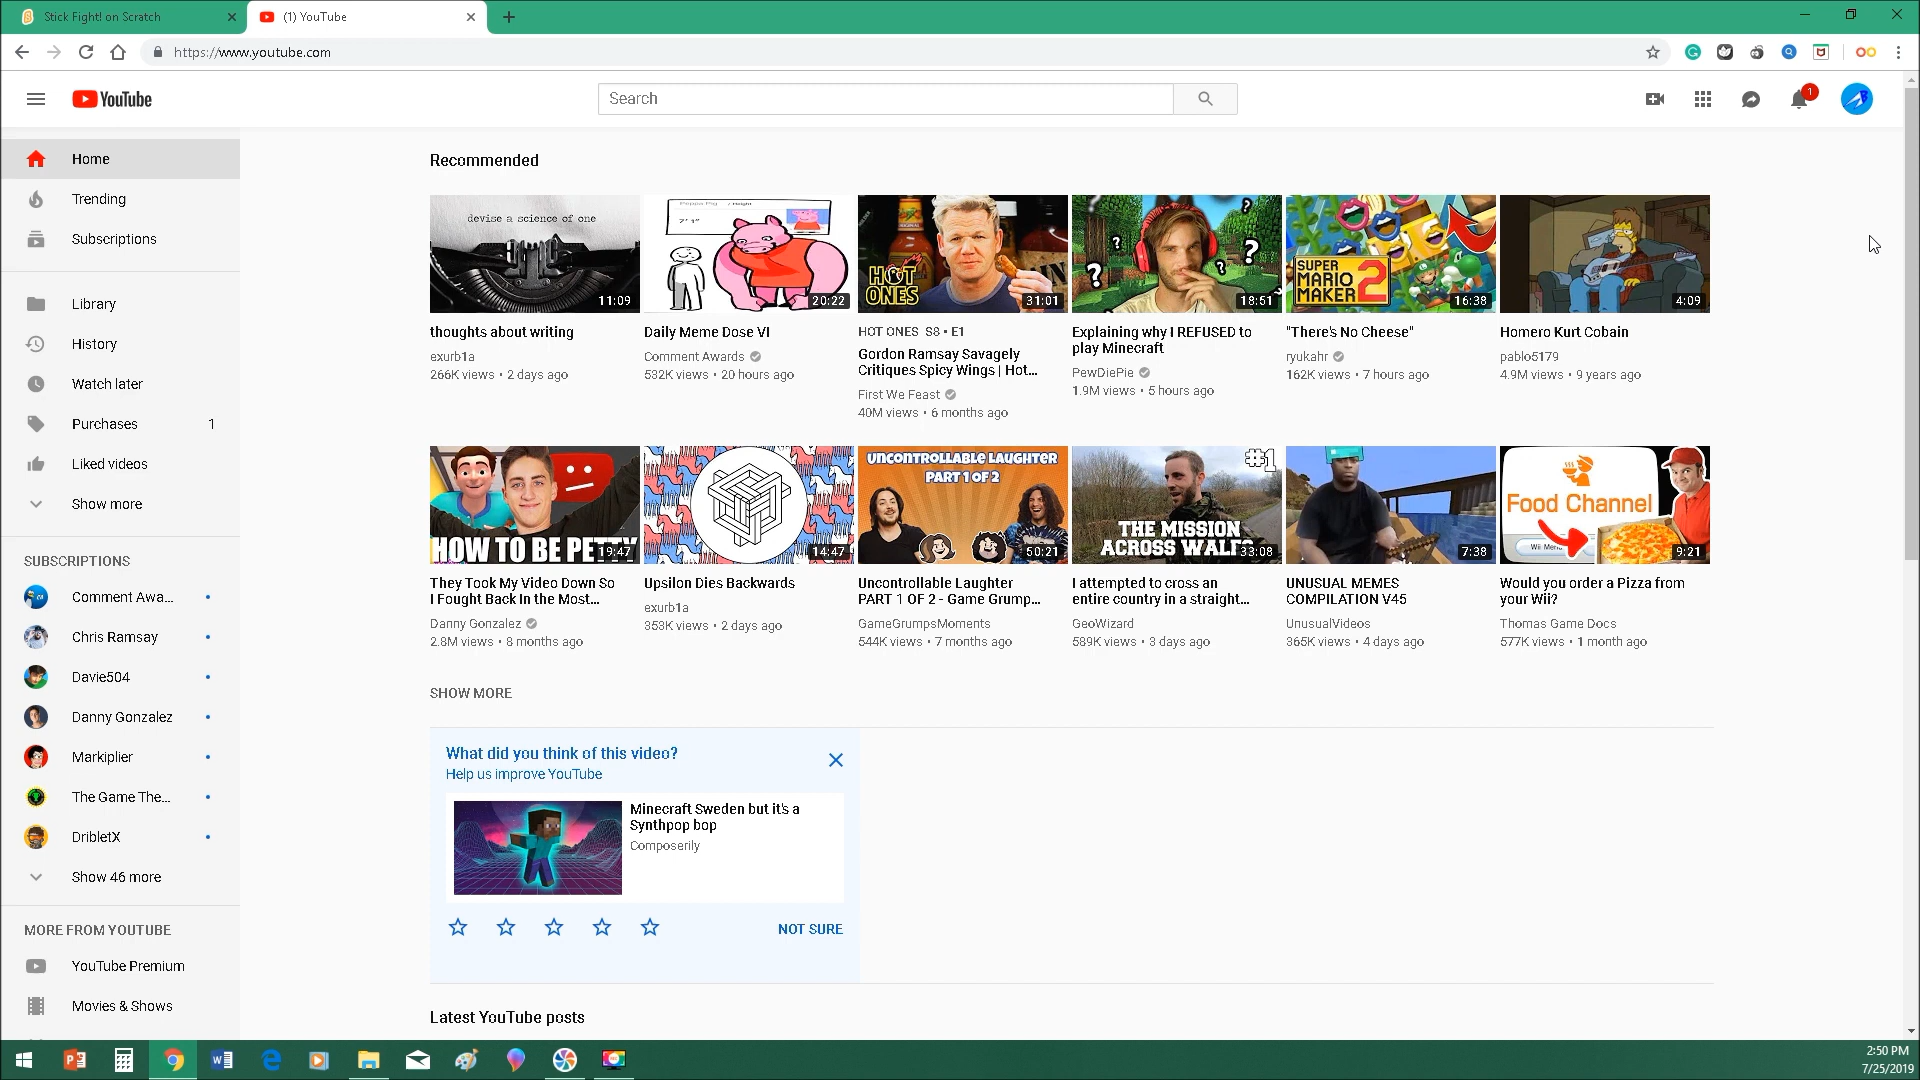 Stick Fight! on Scratch
(1) YouTube
https://www.youtube.com
YouTube
Search
1
Home
Trending
Subscriptions
Library
History
Watch later
Purchases 1
Liked videos
Show more
SUBSCRIPTIONS
Comment Awa...
Chris Ramsay
Davie504
Danny Gonzalez
Markiplier
The Game The...
DribletX
Show 46 more
MORE FROM YOUTUBE
YouTube Premium
Movies & Shows
Recommended
devise a science of one
11:09
thoughts about writing
exurb1a
266K views • 2 days ago
7' 1"
20:22
Daily Meme Dose VI
Comment Awards
532K views • 20 hours ago
HOT
ONES
31:01
HOT ONES S8 • E1
Gordon Ramsay Savagely
Critiques Spicy Wings | Hot...
First We Feast
40M views • 6 months ago
? ? ? ? ?
18:51
Explaining why I REFUSED to
play Minecraft
PewDiePie
1.9M views • 5 hours ago
SUPER
MARIO
MAKER 2
16:38
"There's No Cheese"
ryukahr
162K views • 7 hours ago
4:09
Homero Kurt Cobain
pablo5179
4.9M views • 9 years ago
HOW TO BE PETTY
19:47
They Took My Video Down So
I Fought Back In the Most...
Danny Gonzalez
2.8M views • 8 months ago
14:47
Upsilon Dies Backwards
exurb1a
353K views • 2 days ago
UNCONTROLLABLE LAUGHTER
PART 1 OF 2
50:21
Uncontrollable Laughter
PART 1 OF 2 - Game Grump...
GameGrumpsMoments
544K views • 7 months ago
#1
THE MISSION
ACROSS WALES
33:08
I attempted to cross an
entire country in a straight...
GeoWizard
589K views • 3 days ago
7:38
UNUSUAL MEMES
COMPILATION V45
UnusualVideos
365K views • 4 days ago
Food Channel
Wii Menu
9:21
Would you order a Pizza from
your Wii?
Thomas Game Docs
577K views • 1 month ago
SHOW MORE
What did you think of this video?
Help us improve YouTube
Minecraft Sweden but it's a
Synthpop bop
Composerily
NOT SURE
Latest YouTube posts
2:50 PM
7/25/2019